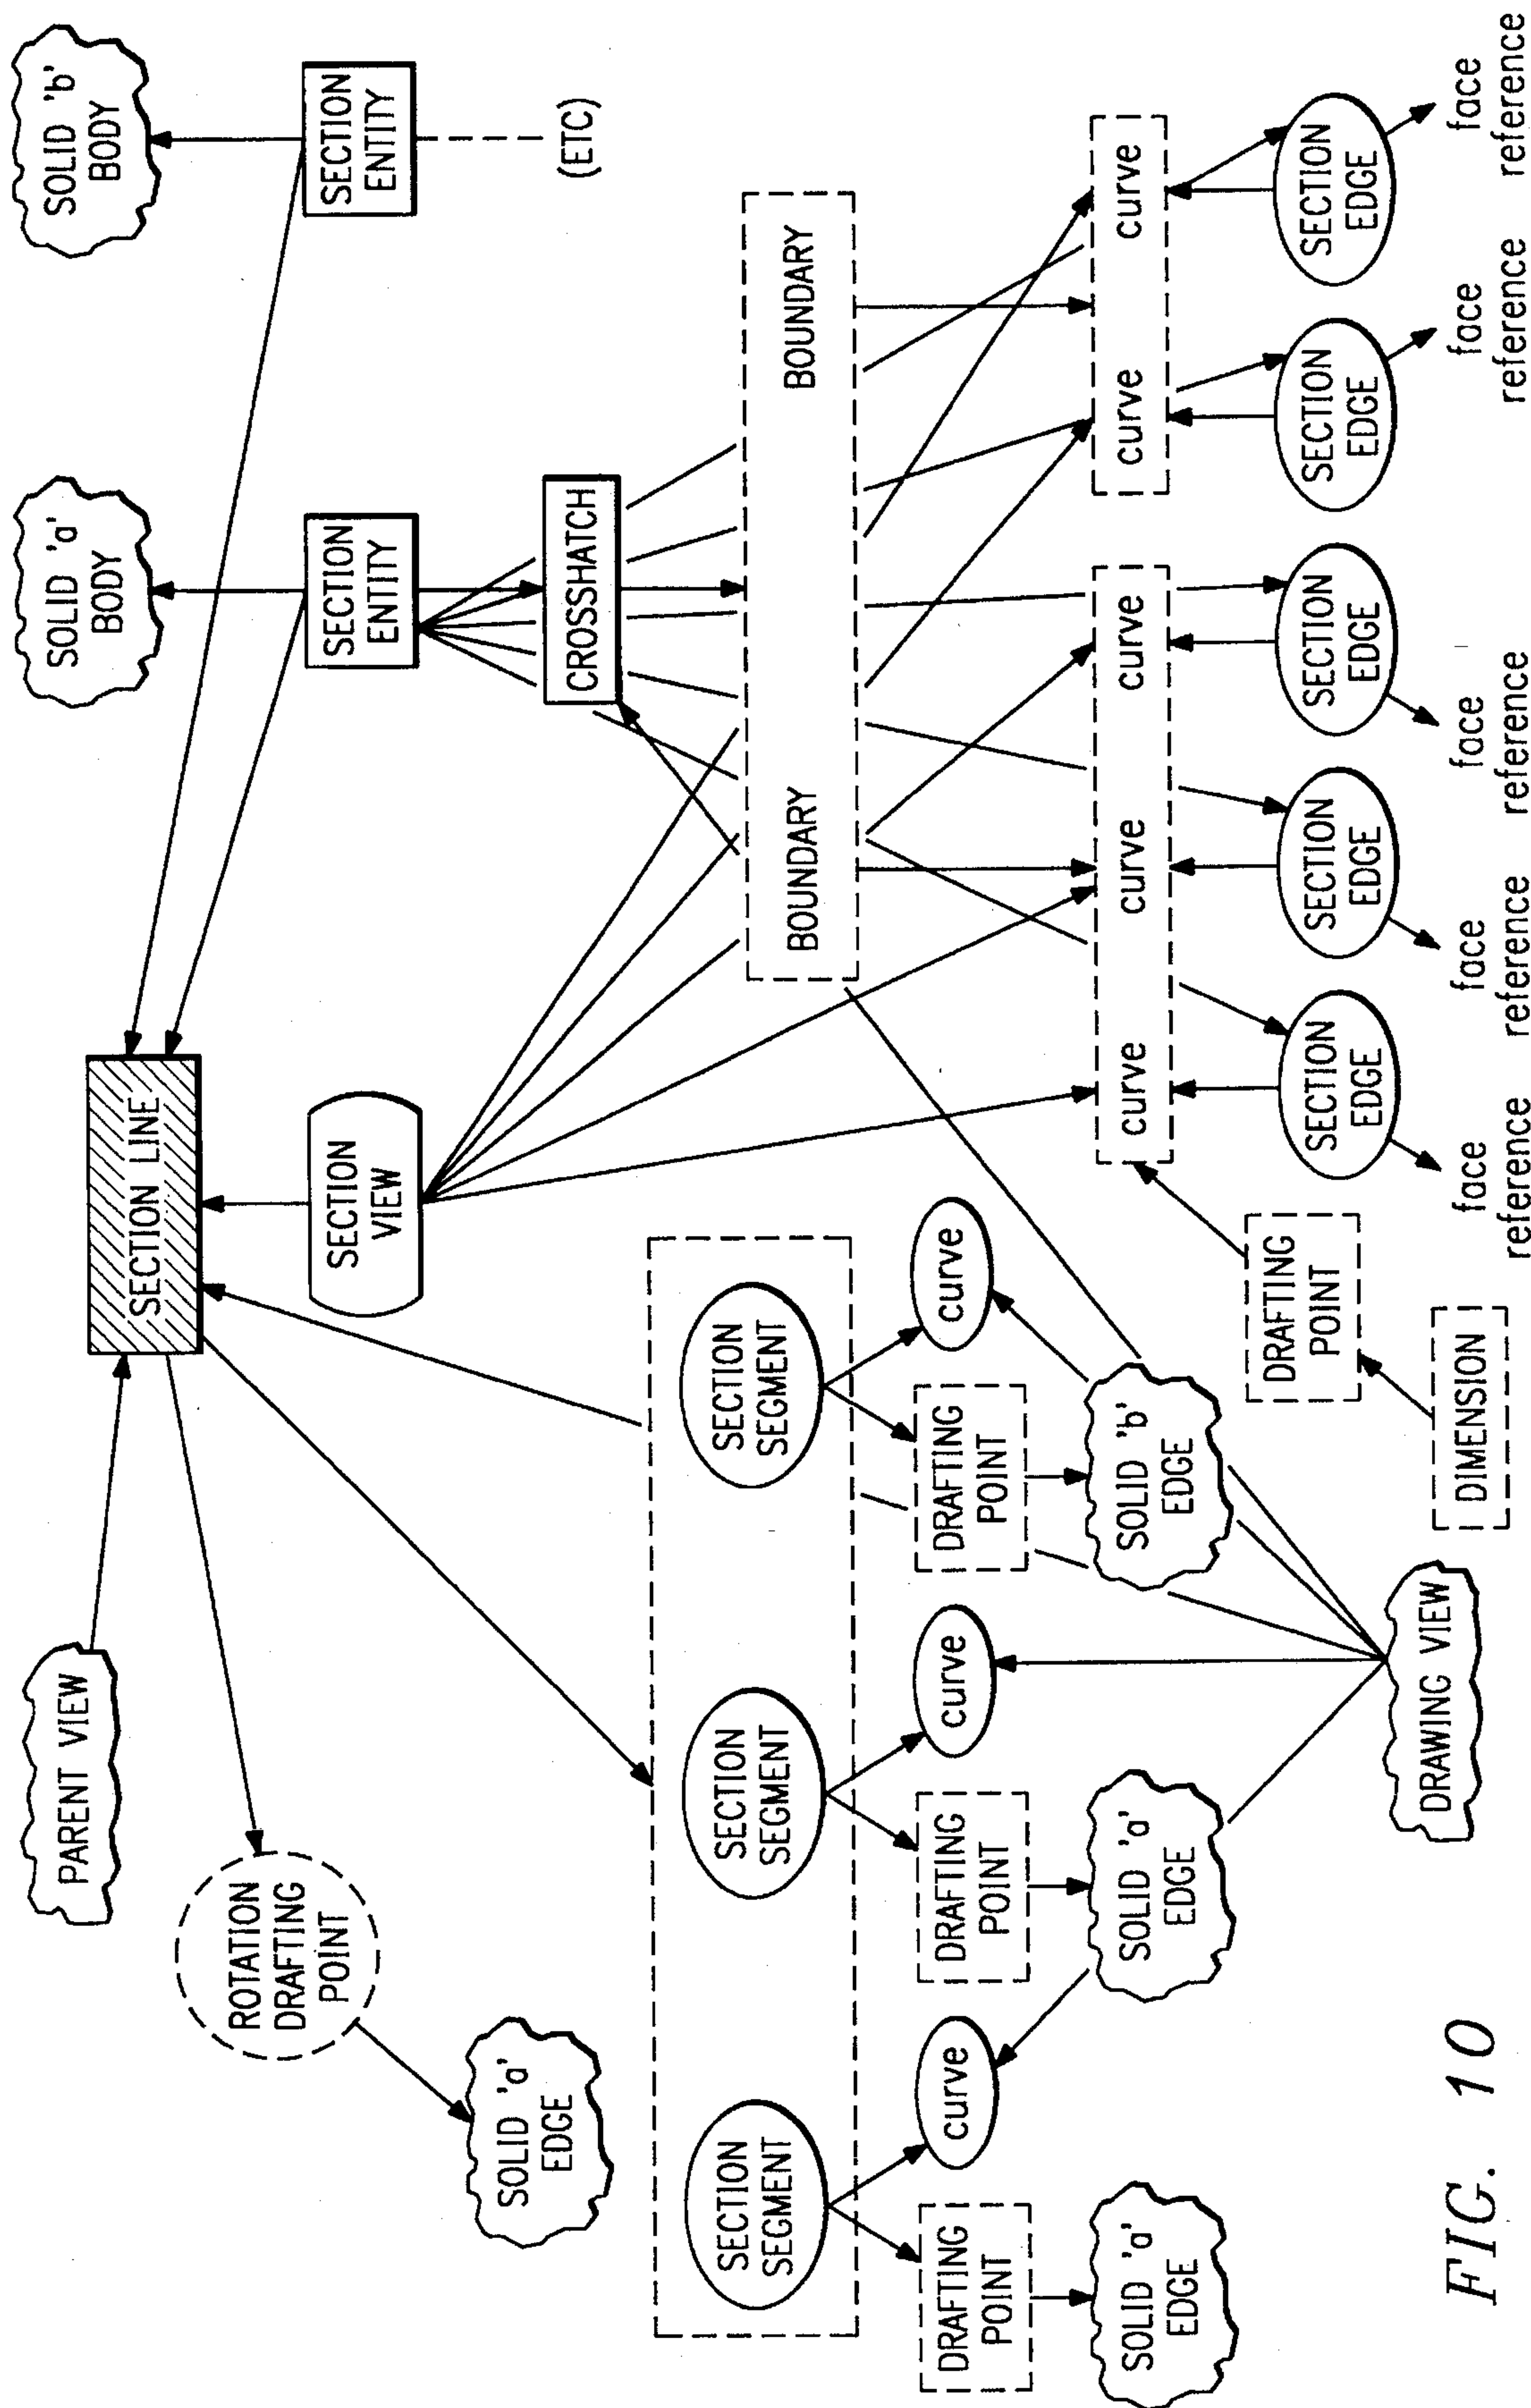 PARENT VIEW
SECTION LINE
SOLID 'a'
BODY
SOLID 'b'
BODY
ROTATION
DRAFTING
POINT
SOLID 'a'
EDGE
SECTION
VIEW
SECTION
ENTITY
SECTION
ENTITY
(ETC)
CROSSHATCH
SECTION
SEGMENT
SECTION
SEGMENT
SECTION
SEGMENT
BOUNDARY
BOUNDARY
DRAFTING
POINT
curve
DRAFTING
POINT
curve
DRAFTING
POINT
curve
SOLID 'a'
EDGE
SOLID 'a'
EDGE
SOLID 'b'
EDGE
curve
curve
curve
curve
curve
DRAFTING
POINT
SECTION
EDGE
SECTION
EDGE
SECTION
EDGE
SECTION
EDGE
SECTION
EDGE
DRAWING VIEW
DIMENSION
face
reference
face
reference
face
reference
face
reference
face
reference
FIG. 10